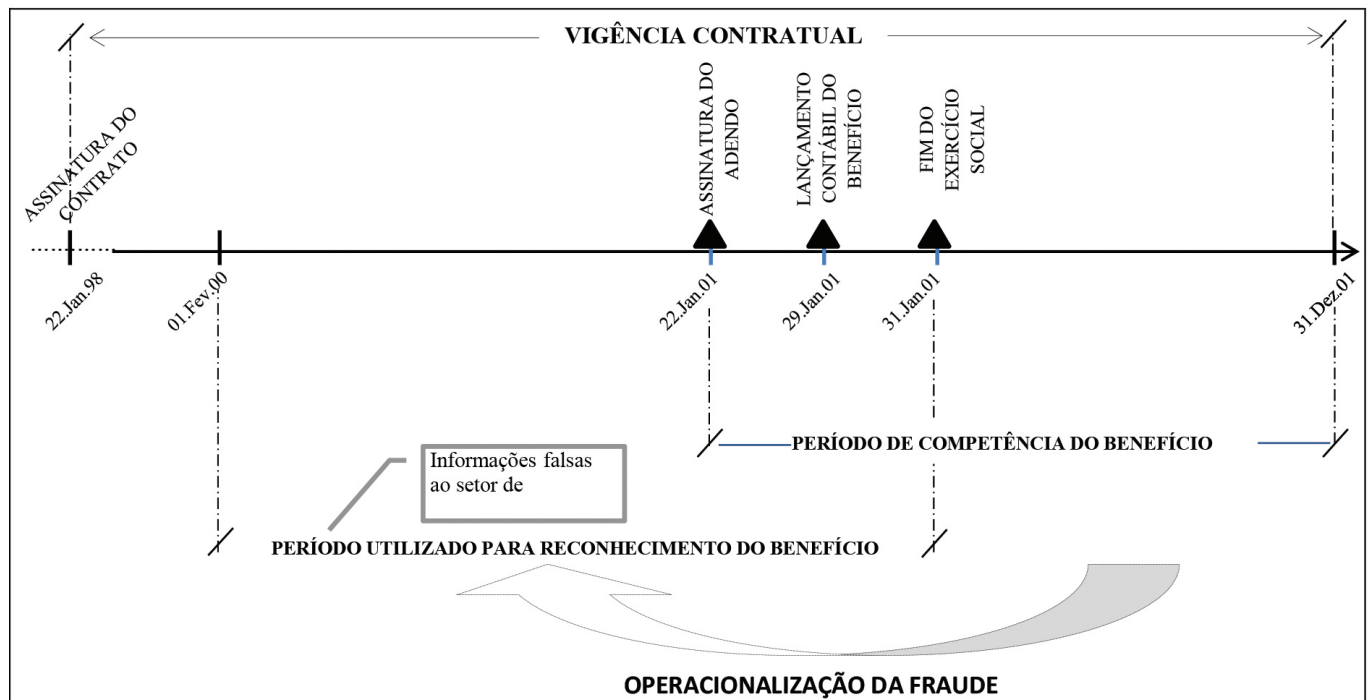 VIGÊNCIA CONTRATUAL
ASSINATURA DO
CONTRATO
ASSINATURA DO
ADENDO
LANÇAMENTO
CONTÁBIL DO
BENEFÍCIO
FIM DO
EXERCÍCIO
SOCIAL
22.Jan.98
01.Fev.00
22.Jan.01
29.Jan.01
31.Jan.01
31.Dez.01
PERÍODO DE COMPETÊNCIA DO BENEFÍCIO
Informações falsas
ao setor de
PERÍODO UTILIZADO PARA RECONHECIMENTO DO BENEFÍCIO
OPERACIONALIZAÇÃO DA FRAUDE